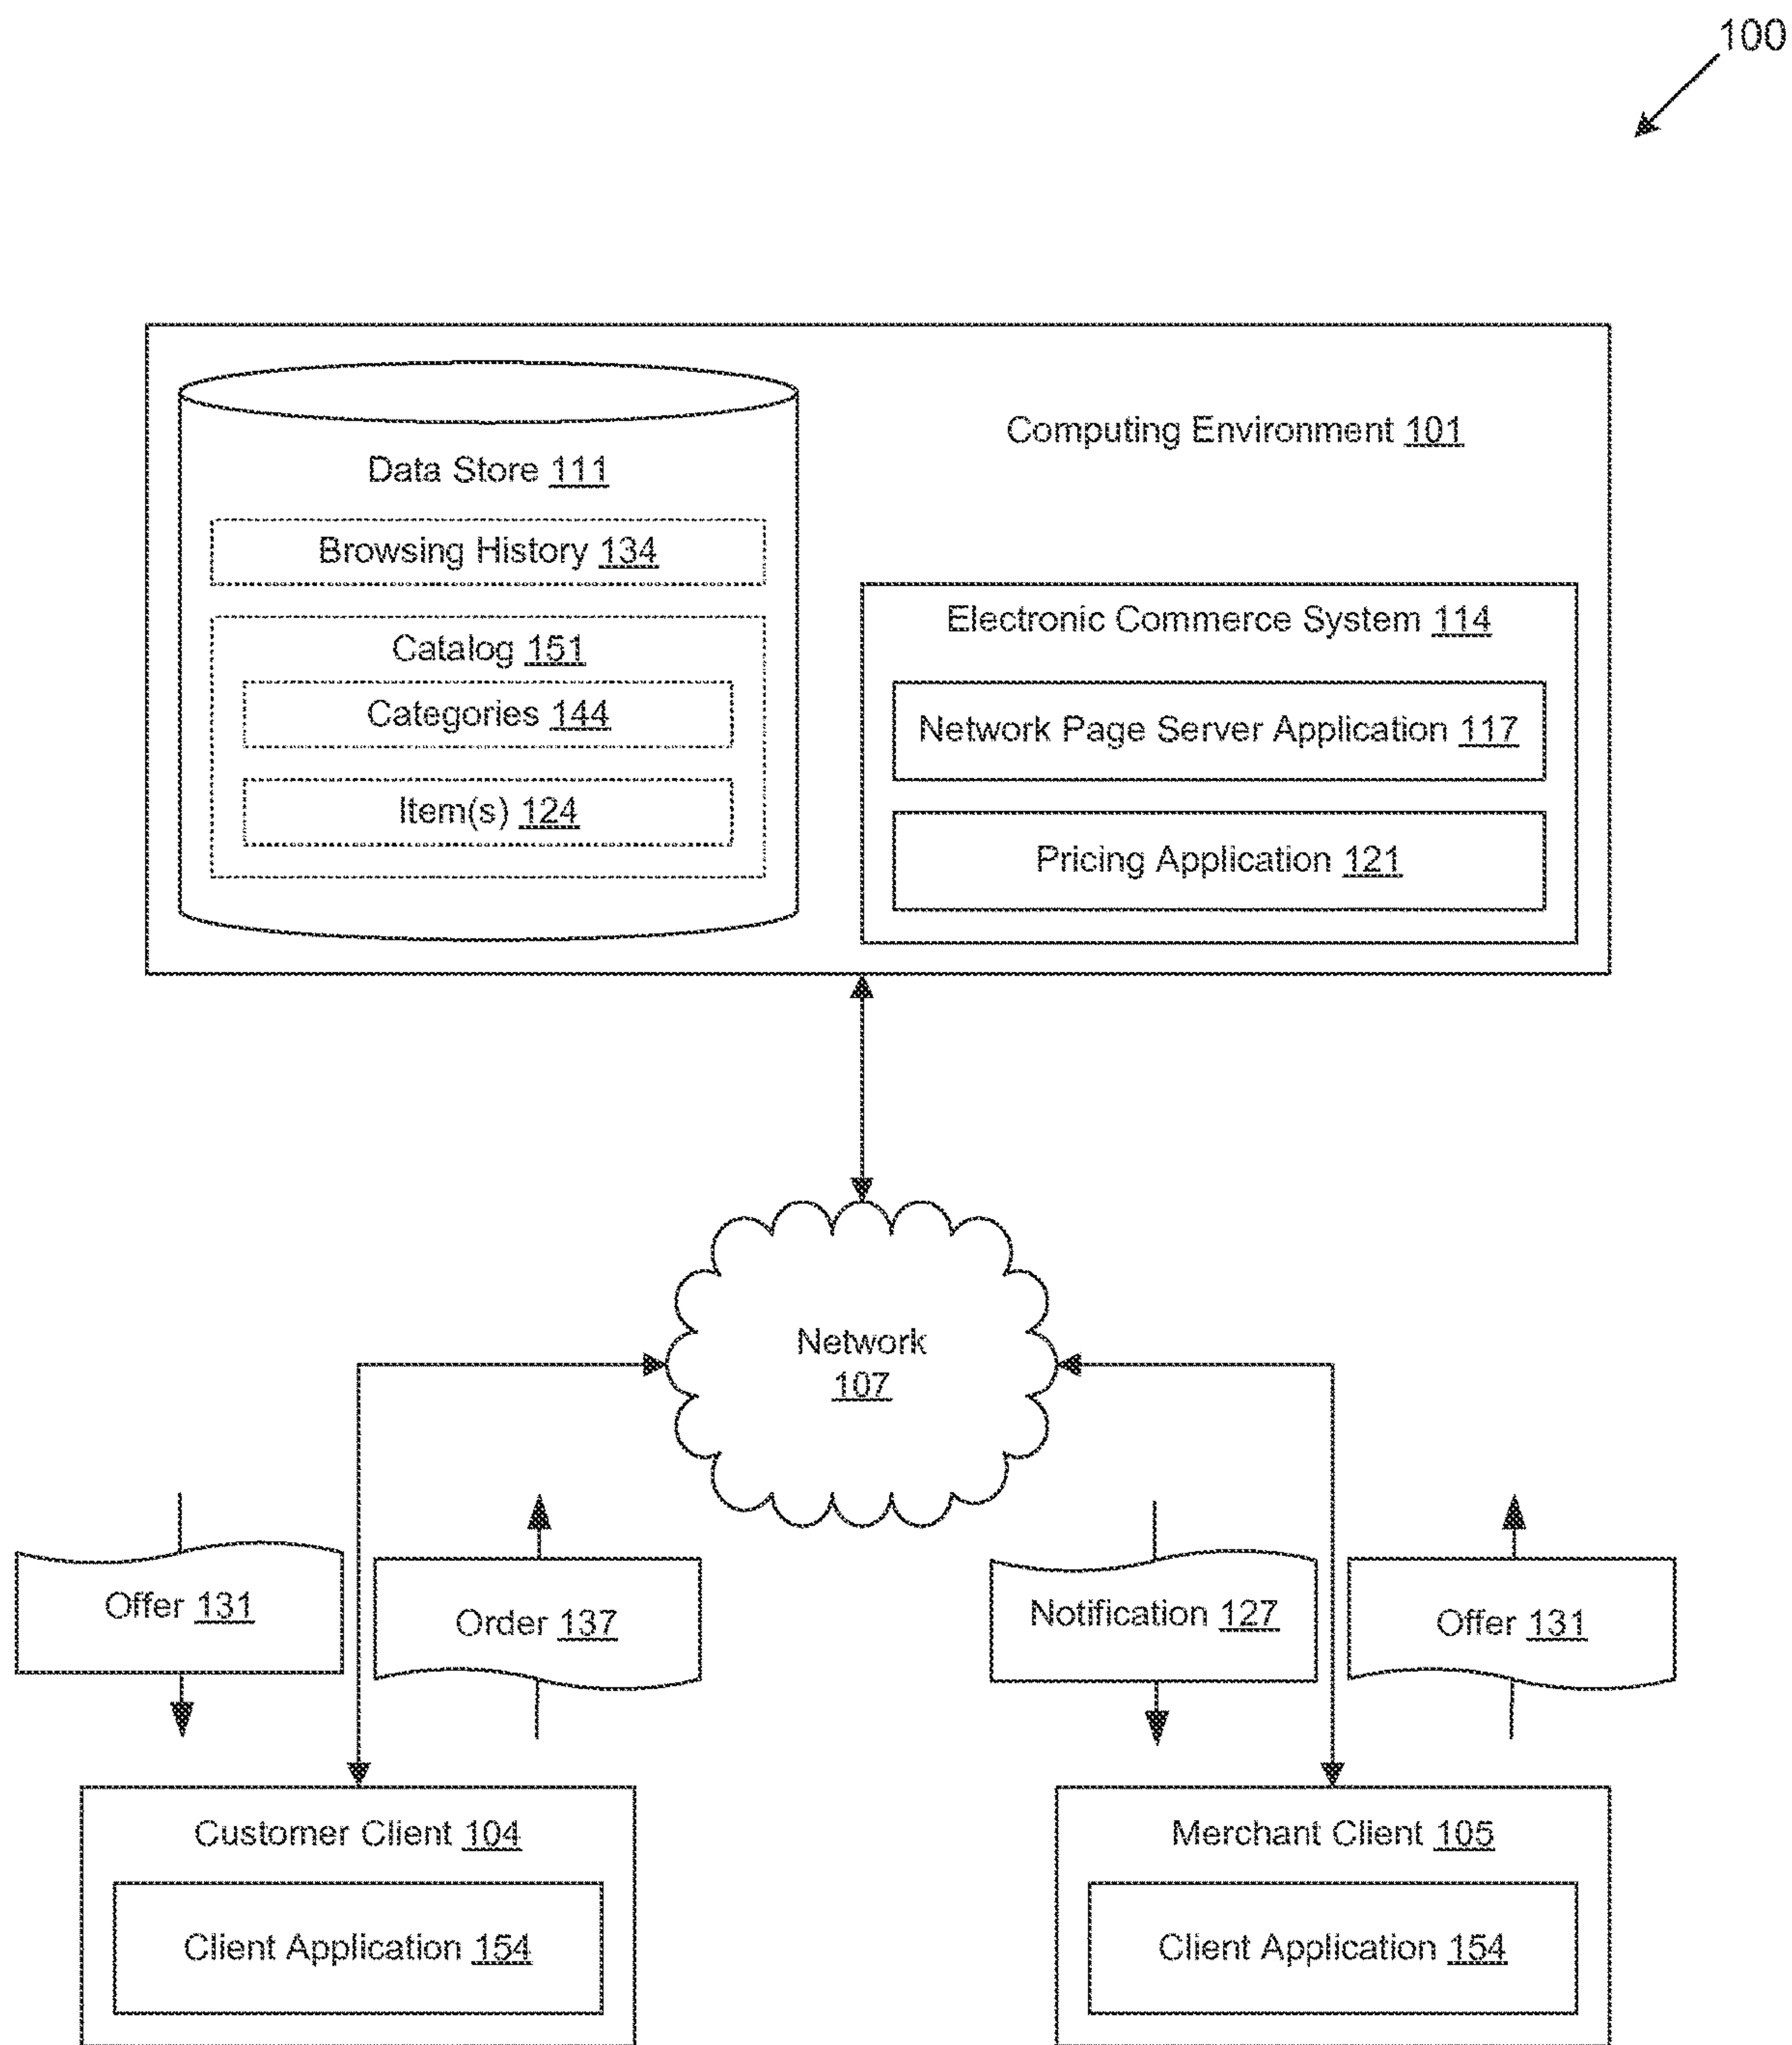 100
Computing Environment 101
Data Store 111
Browsing History 134
Catalog 151
Categories 144
Item(s) 124
Electronic Commerce System 114
Network Page Server Application 117
Pricing Application 121
Network
107
Offer 131
Order 137
Notification 127
Offer 131
Customer Client 104
Client Application 154
Merchant Client 105
Client Application 154